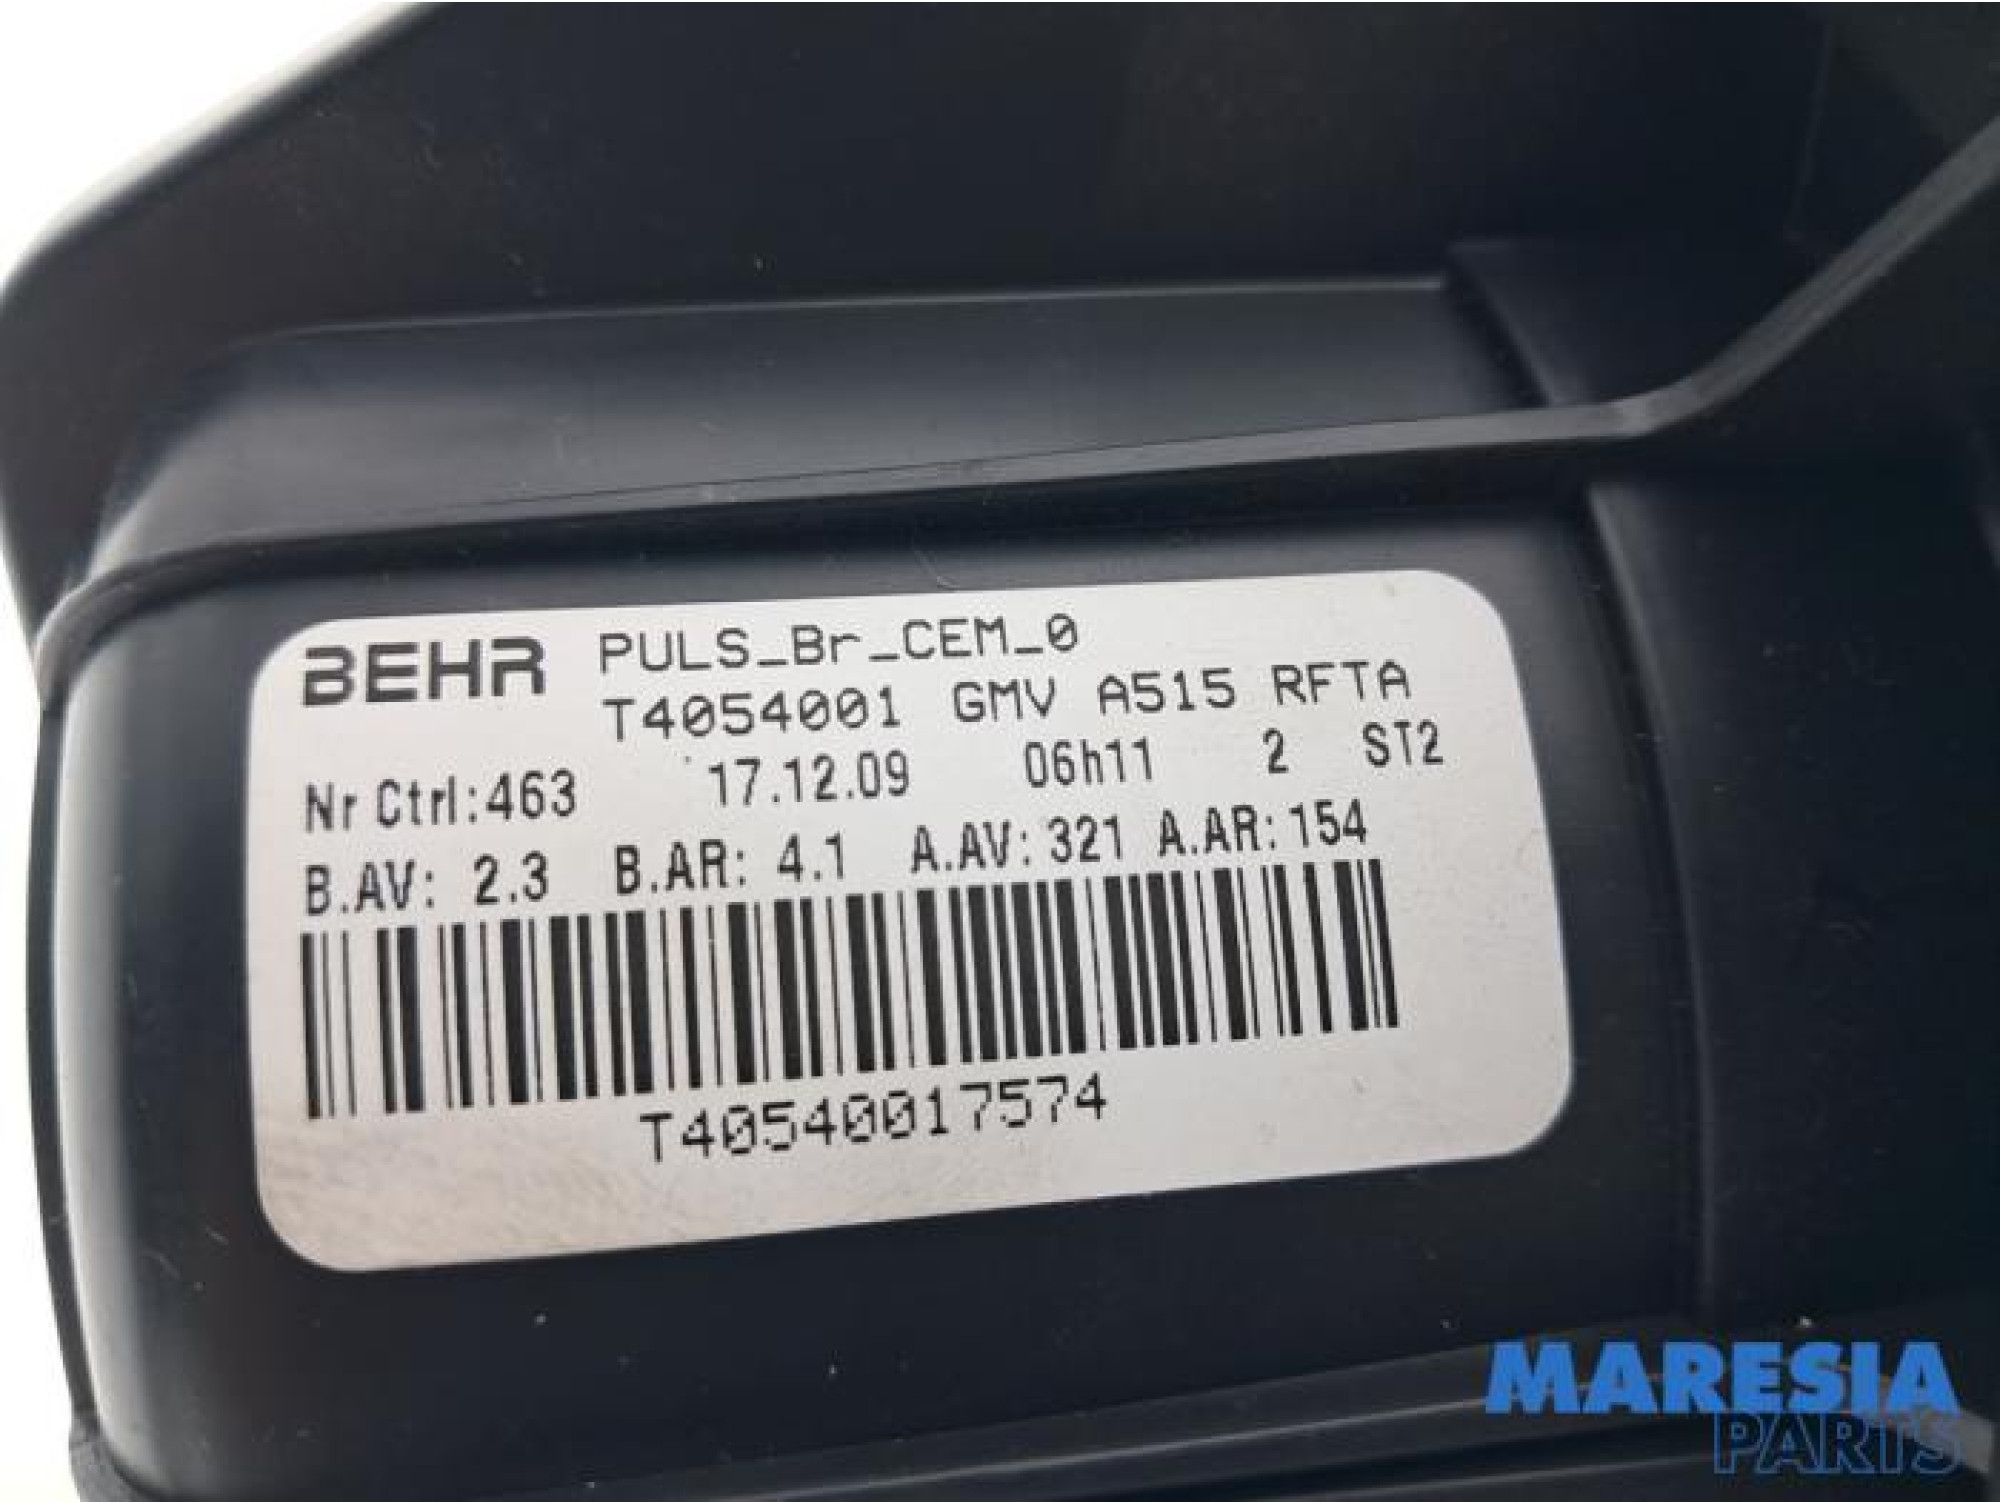 BEHR PULS_Br_CEM_0
T4054001 GMV A515 RFTA
Nr Ctrl:463 17.12.09 06h11 2 ST2
B.AV: 2.3 B.AR: 4.1 A.AV:321 A.AR:154
T40540017574
MARESIA
PARTS